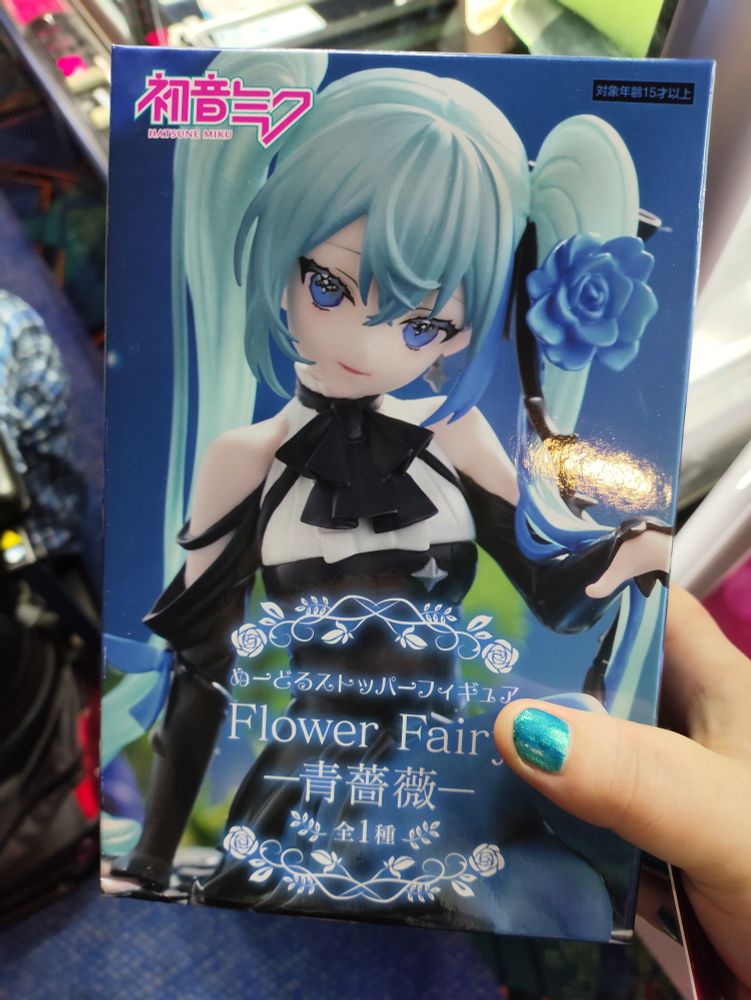 初音ミク
HATSUNE MIKU
対象年齢15才以上
ぬーどるストッパーフィギュア
Flower Fairy
―青薔薇―
全1種